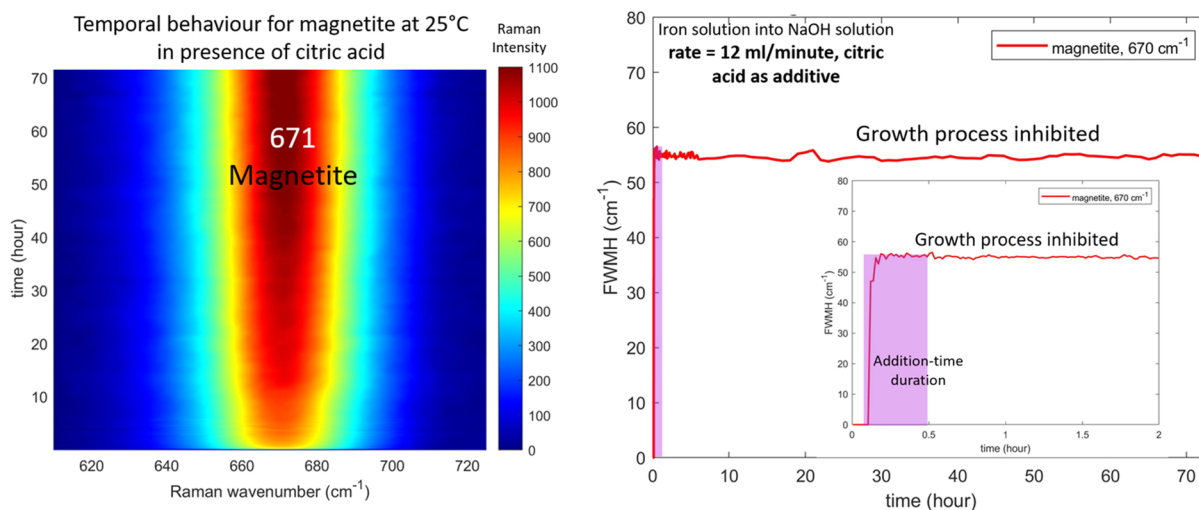 Temporal behaviour for magnetite at 25°C
in presence of citric acid
Raman
Intensity
70
60
50
40
30
20
10
time (hour)
671
Magnetite
620
640
660
680
700
720
Raman wavenumber (cm-1)
1100
1000
900
800
700
600
500
400
300
200
100
0
80
70
60
50
40
30
20
10
0
FWMH (cm-1)
Iron solution into NaOH solution
rate = 12 ml/minute, citric
acid as additive
magnetite, 670 cm-1
Growth process inhibited
80
70
60
50
40
30
20
10
0
FWMH (cm-1)
magnetite, 670 cm-1
Growth process inhibited
Addition-time
duration
0
0.5
1
1.5
2
time (hour)
0
10
20
30
40
50
60
70
time (hour)